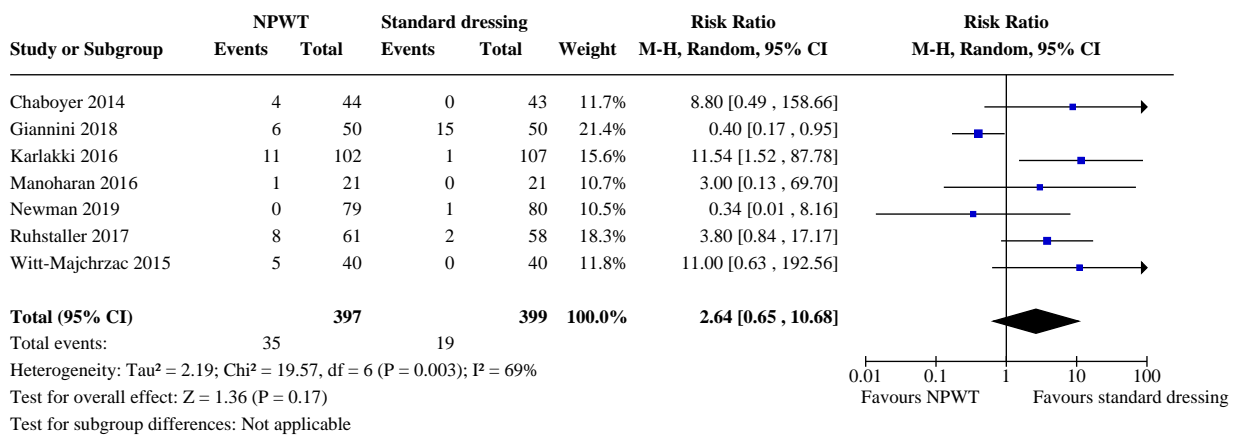 NPWT Standard dressing Risk Ratio Risk Ratio
Study or Subgroup Events Total Events Total Weight M-H, Random, 95% CI M-H, Random, 95% CI
Chaboyer 2014 4 44 0 43 11.7% 8.80 [0.49 , 158.66]
Giannini 2018 6 50 15 50 21.4% 0.40 [0.17 , 0.95]
Karlakki 2016 11 102 1 107 15.6% 11.54 [1.52 , 87.78]
Manoharan 2016 1 21 0 21 10.7% 3.00 [0.13 , 69.70]
Newman 2019 0 79 1 80 10.5% 0.34 [0.01 , 8.16]
Ruhstaller 2017 8 61 2 58 18.3% 3.80 [0.84 , 17.17]
Witt-Majchrzac 2015 5 40 0 40 11.8% 11.00 [0.63 , 192.56]
Total (95% CI) 397 399 100.0% 2.64 [0.65 , 10.68]
Total events: 35 19
Heterogeneity: Tau² = 2.19; Chi² = 19.57, df = 6 (P = 0.003); I² = 69%
0.01 0.1 1 10 100
Test for overall effect: Z = 1.36 (P = 0.17)
Favours NPWT Favours standard dressing
Test for subgroup differences: Not applicable